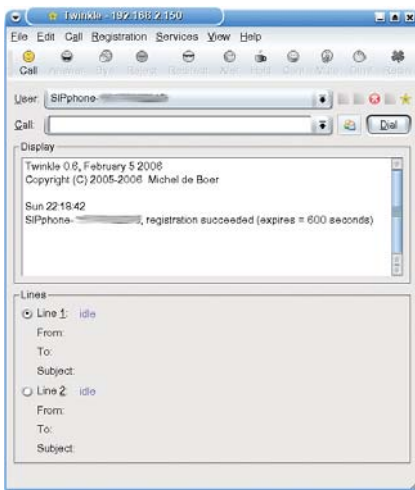 Twinkle - 192.168.2.150
File Edit Call Registration Services View Help
Call
User: SIPphone-
Call: Dial
Display
Twinkle 0.6, February 5 2006
Copyright (C) 2005-2006 Michel de Boer
Sun 22:18:42
SIPphone- , registration succeeded (expires = 600 seconds)
Lines
Line 1: idle
From:
To:
Subject:
Line 2: idle
From:
To:
Subject: